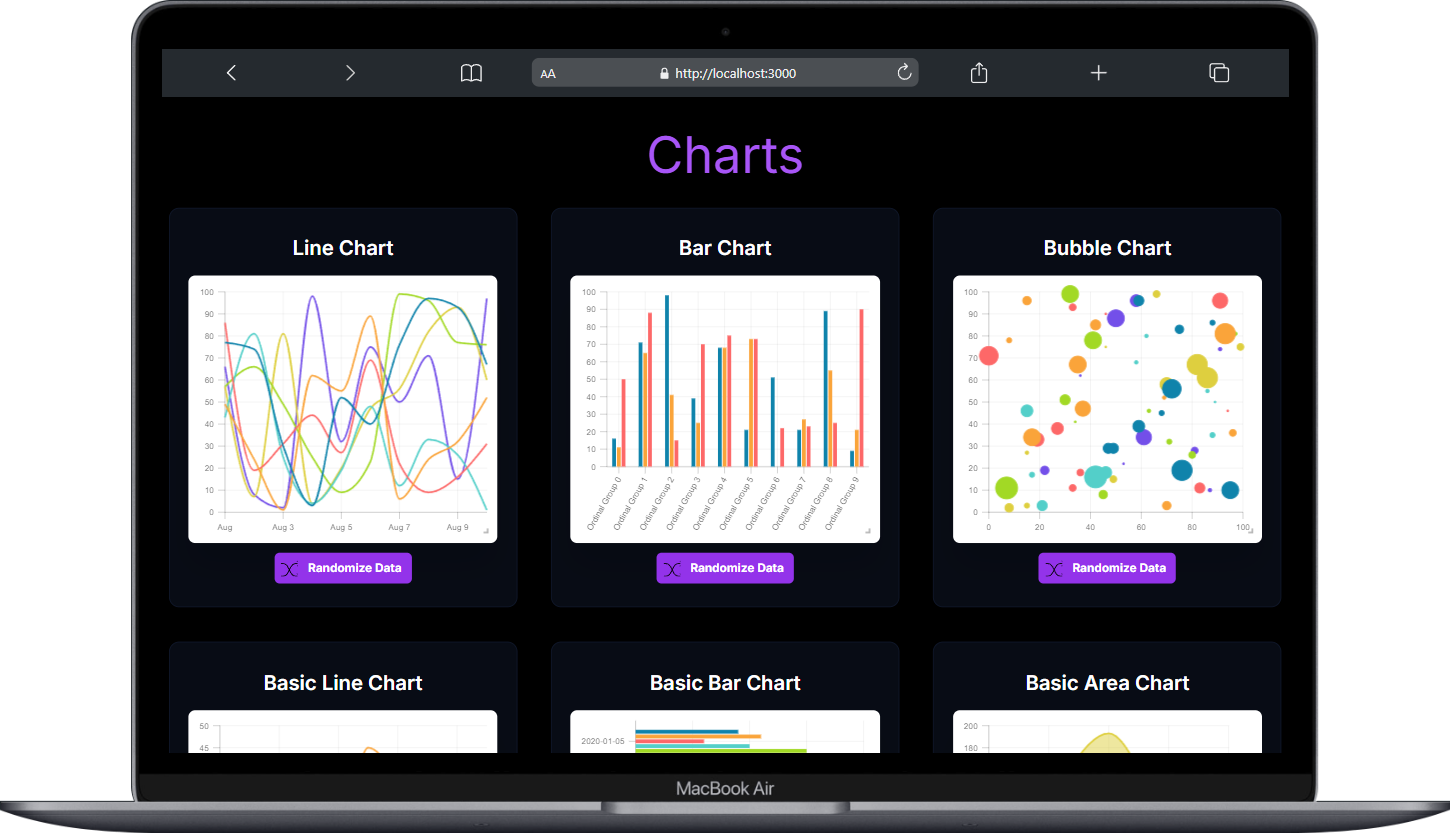 AA
http://localhost:3000
Charts
Line Chart
100
90
80
70
60
50
40
30
20
10
0
Aug
Aug 3
Aug 5
Aug 7
Aug 9
Randomize Data
Bar Chart
100
90
80
70
60
50
40
30
20
10
0
Ordinal Group 0
Ordinal Group 1
Ordinal Group 2
Ordinal Group 3
Ordinal Group 4
Ordinal Group 5
Ordinal Group 6
Ordinal Group 7
Ordinal Group 8
Ordinal Group 9
Randomize Data
Bubble Chart
100
90
80
70
60
50
40
30
20
10
0
0
20
40
60
80
100
Randomize Data
Basic Line Chart
50
45
Basic Bar Chart
2020-01-05
Basic Area Chart
200
180
MacBook Air